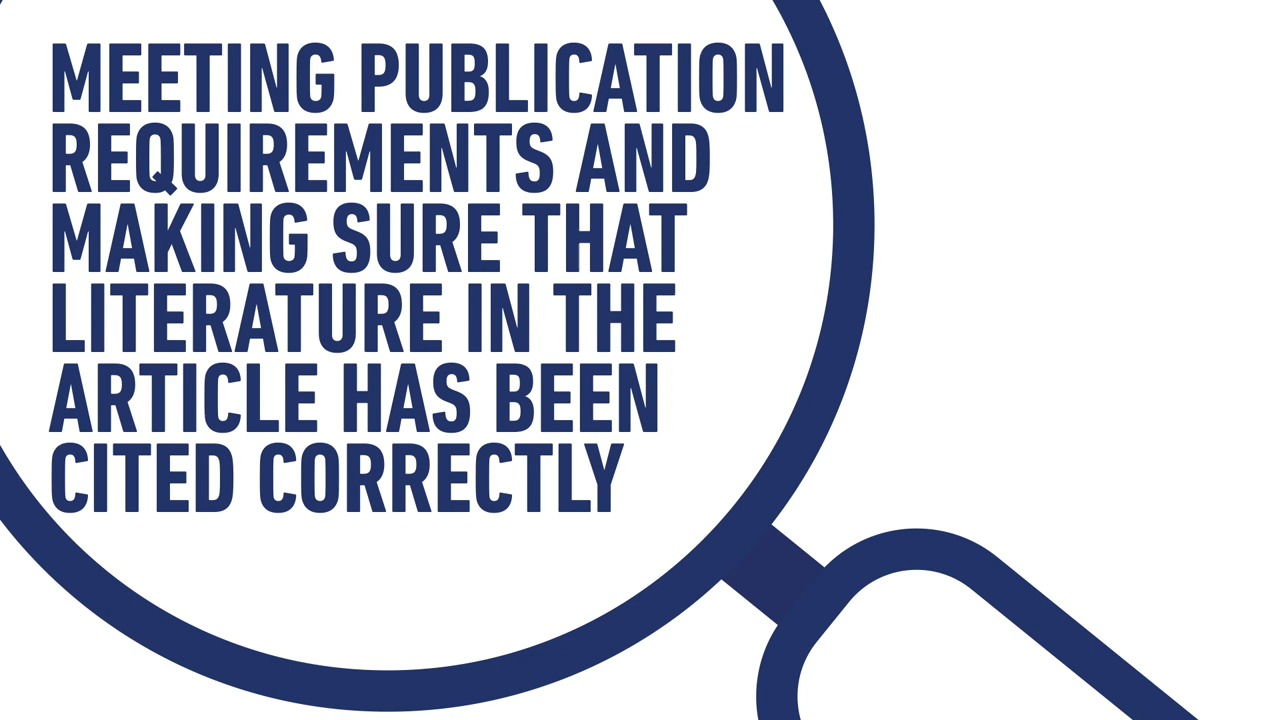 MEETING PUBLICATION
REQUIREMENTS AND
MAKING SURE THAT
LITERATURE IN THE
ARTICLE HAS BEEN
CITED CORRECTLY